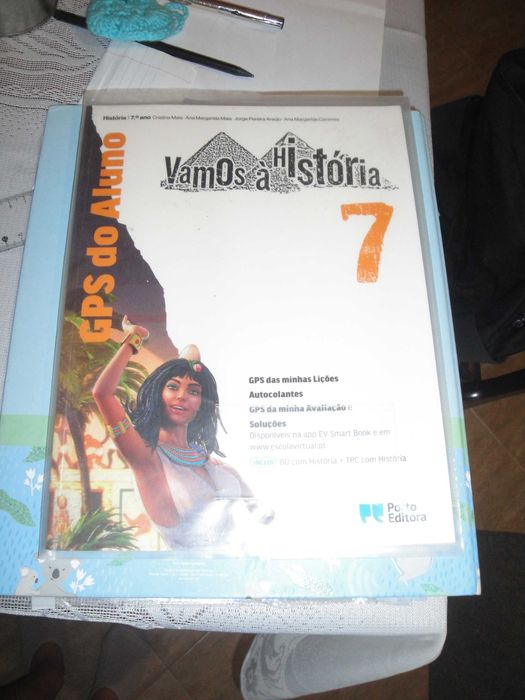 História | 7.º ano Cristina Maia · Ana Margarida Maia · Jorge Pereira Araújo · Ana Margarida Caramez
GPS do Aluno
Vamos à História
7
GPS das minhas Lições
Autocolantes
GPS da minha Avaliação e
Soluções
Disponíveis na app EV Smart Book e em
www.escolavirtual.pt
INCLUI BD com História + TPC com História
Porto
Editora